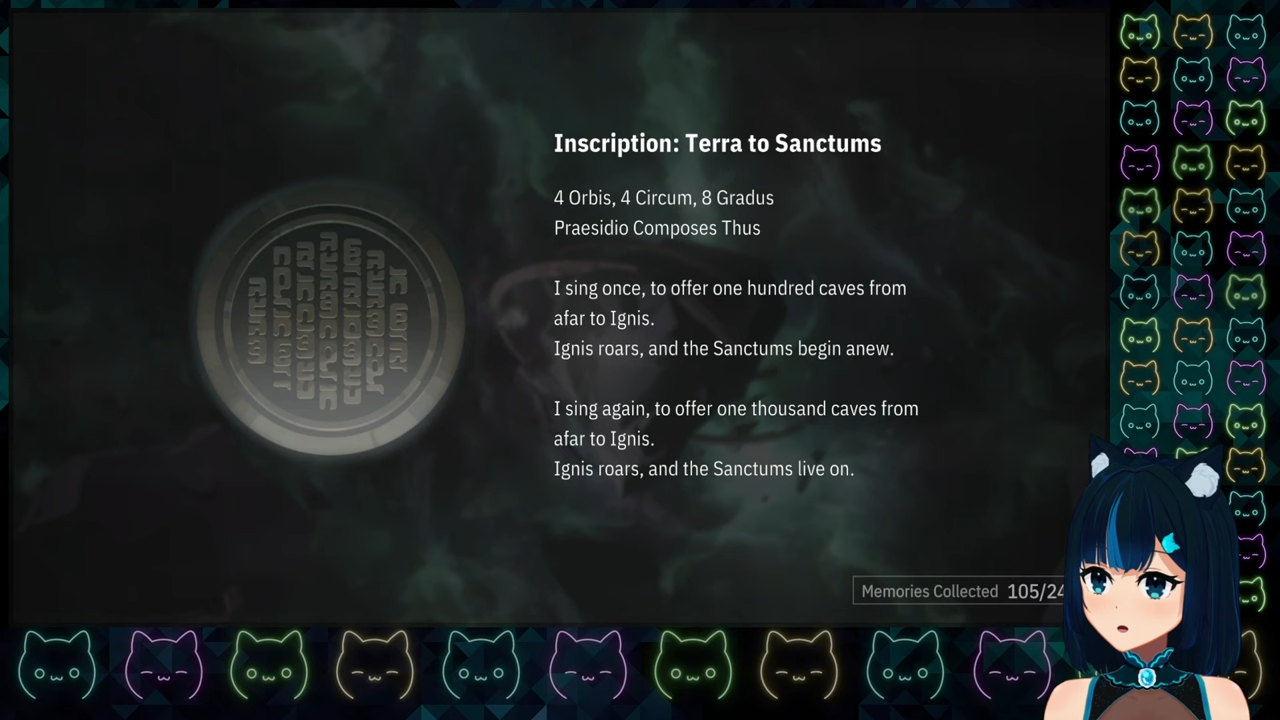 Inscription: Terra to Sanctums
4 Orbis, 4 Circum, 8 Gradus
Praesidio Composes Thus
I sing once, to offer one hundred caves from
afar to Ignis.
Ignis roars, and the Sanctums begin anew.
I sing again, to offer one thousand caves from
afar to Ignis.
Ignis roars, and the Sanctums live on.
Memories Collected 105/24